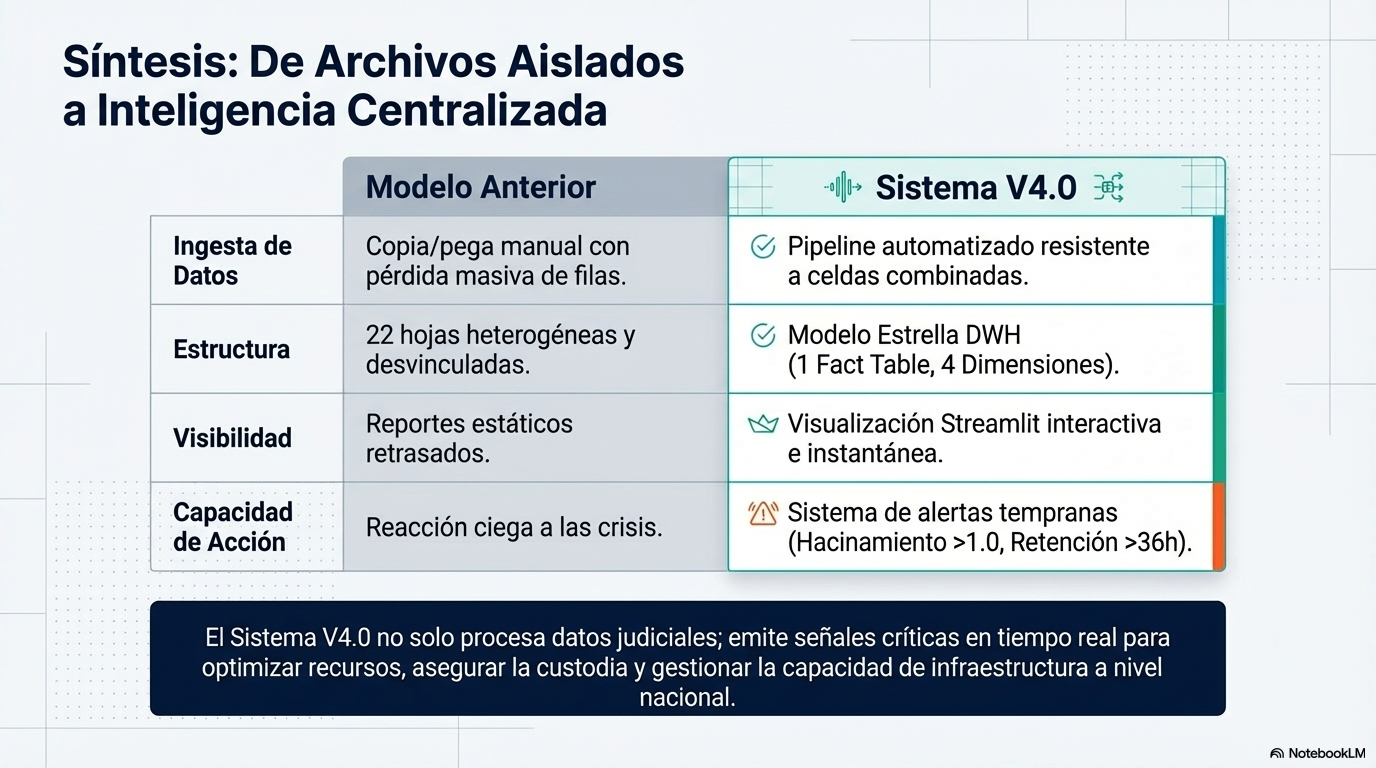 Síntesis: De Archivos Aislados
a Inteligencia Centralizada
Modelo Anterior
Sistema V4.0
Ingesta de
Datos
Copia/pega manual con
pérdida masiva de filas.
Pipeline automatizado resistente
a celdas combinadas.
Estructura
22 hojas heterogéneas y
desvinculadas.
Modelo Estrella DWH
(1 Fact Table, 4 Dimensiones).
Visibilidad
Reportes estáticos
retrasados.
Visualización Streamlit interactiva
e instantánea.
Capacidad
de Acción
Reacción ciega a las crisis.
Sistema de alertas tempranas
(Hacinamiento >1.0, Retención >36h).
El Sistema V4.0 no solo procesa datos judiciales; emite señales críticas en tiempo real para
optimizar recursos, asegurar la custodia y gestionar la capacidad de infraestructura a nivel
nacional.
NotebookLM